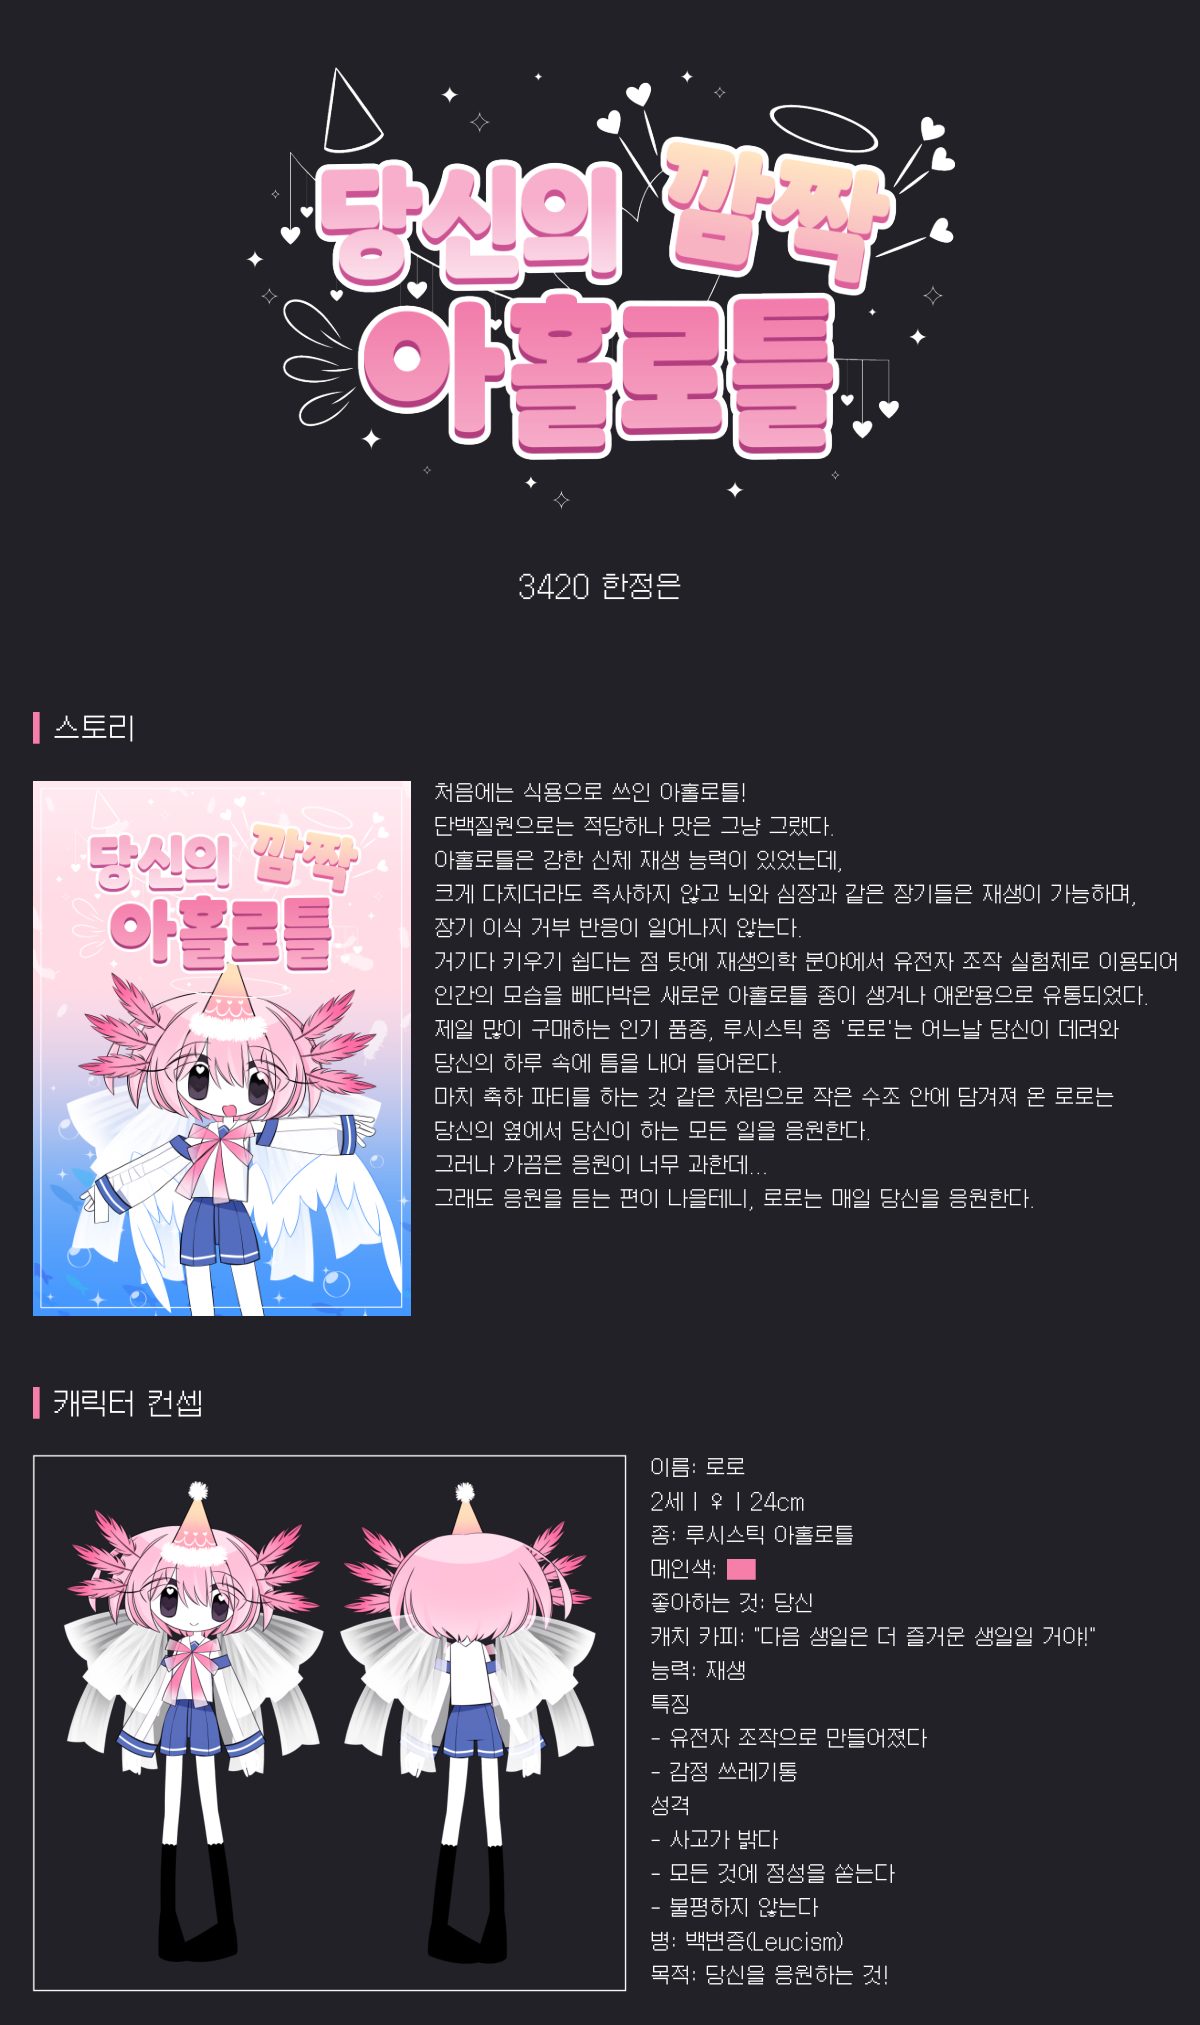 당신의 깜짝
아홀로틀
3420 한정은
스토리
당신의 깜짝
아홀로틀
처음에는 식용으로 쓰인 아홀로틀!
단백질원으로는 적당하나 맛은 그냥 그랬다.
아홀로틀은 강한 신체 재생 능력이 있었는데,
크게 다치더라도 즉사하지 않고 뇌와 심장과 같은 장기들은 재생이 가능하며,
장기 이식 거부 반응이 일어나지 않는다.
거기다 키우기 쉽다는 점 탓에 재생의학 분야에서 유전자 조작 실험체로 이용되어
인간의 모습을 빼다박은 새로운 아홀로틀 종이 생겨나 애완용으로 유통되었다.
제일 많이 구매하는 인기 품종, 루시스틱 종 '로로'는 어느날 당신이 데려와
당신의 하루 속에 틈을 내어 들어온다.
마치 축하 파티를 하는 것 같은 차림으로 작은 수조 안에 담겨져 온 로로는
당신의 옆에서 당신이 하는 모든 일을 응원한다.
그러나 가끔은 응원이 너무 과한데...
그래도 응원을 듣는 편이 나을테니, 로로는 매일 당신을 응원한다.
캐릭터 컨셉
이름: 로로
2세 | ♀ | 24cm
종: 루시스틱 아홀로틀
메인색:
좋아하는 것: 당신
캐치 카피: "다음 생일은 더 즐거운 생일일 거야!"
능력: 재생
특징
- 유전자 조작으로 만들어졌다
- 감정 쓰레기통
성격
- 사고가 밝다
- 모든 것에 정성을 쏟는다
- 불평하지 않는다
병: 백변증(Leucism)
목적: 당신을 응원하는 것!